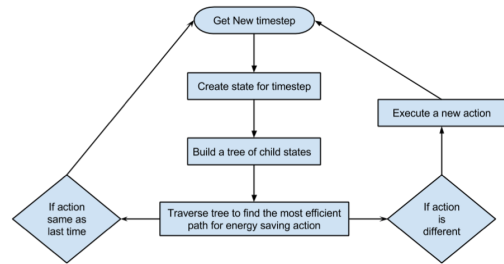 Get New timestep
Create state for timestep
Execute a new action
Build a tree of child states
If action
same as
last time
Traverse tree to find the most efficient
path for energy saving action
If action
is
different